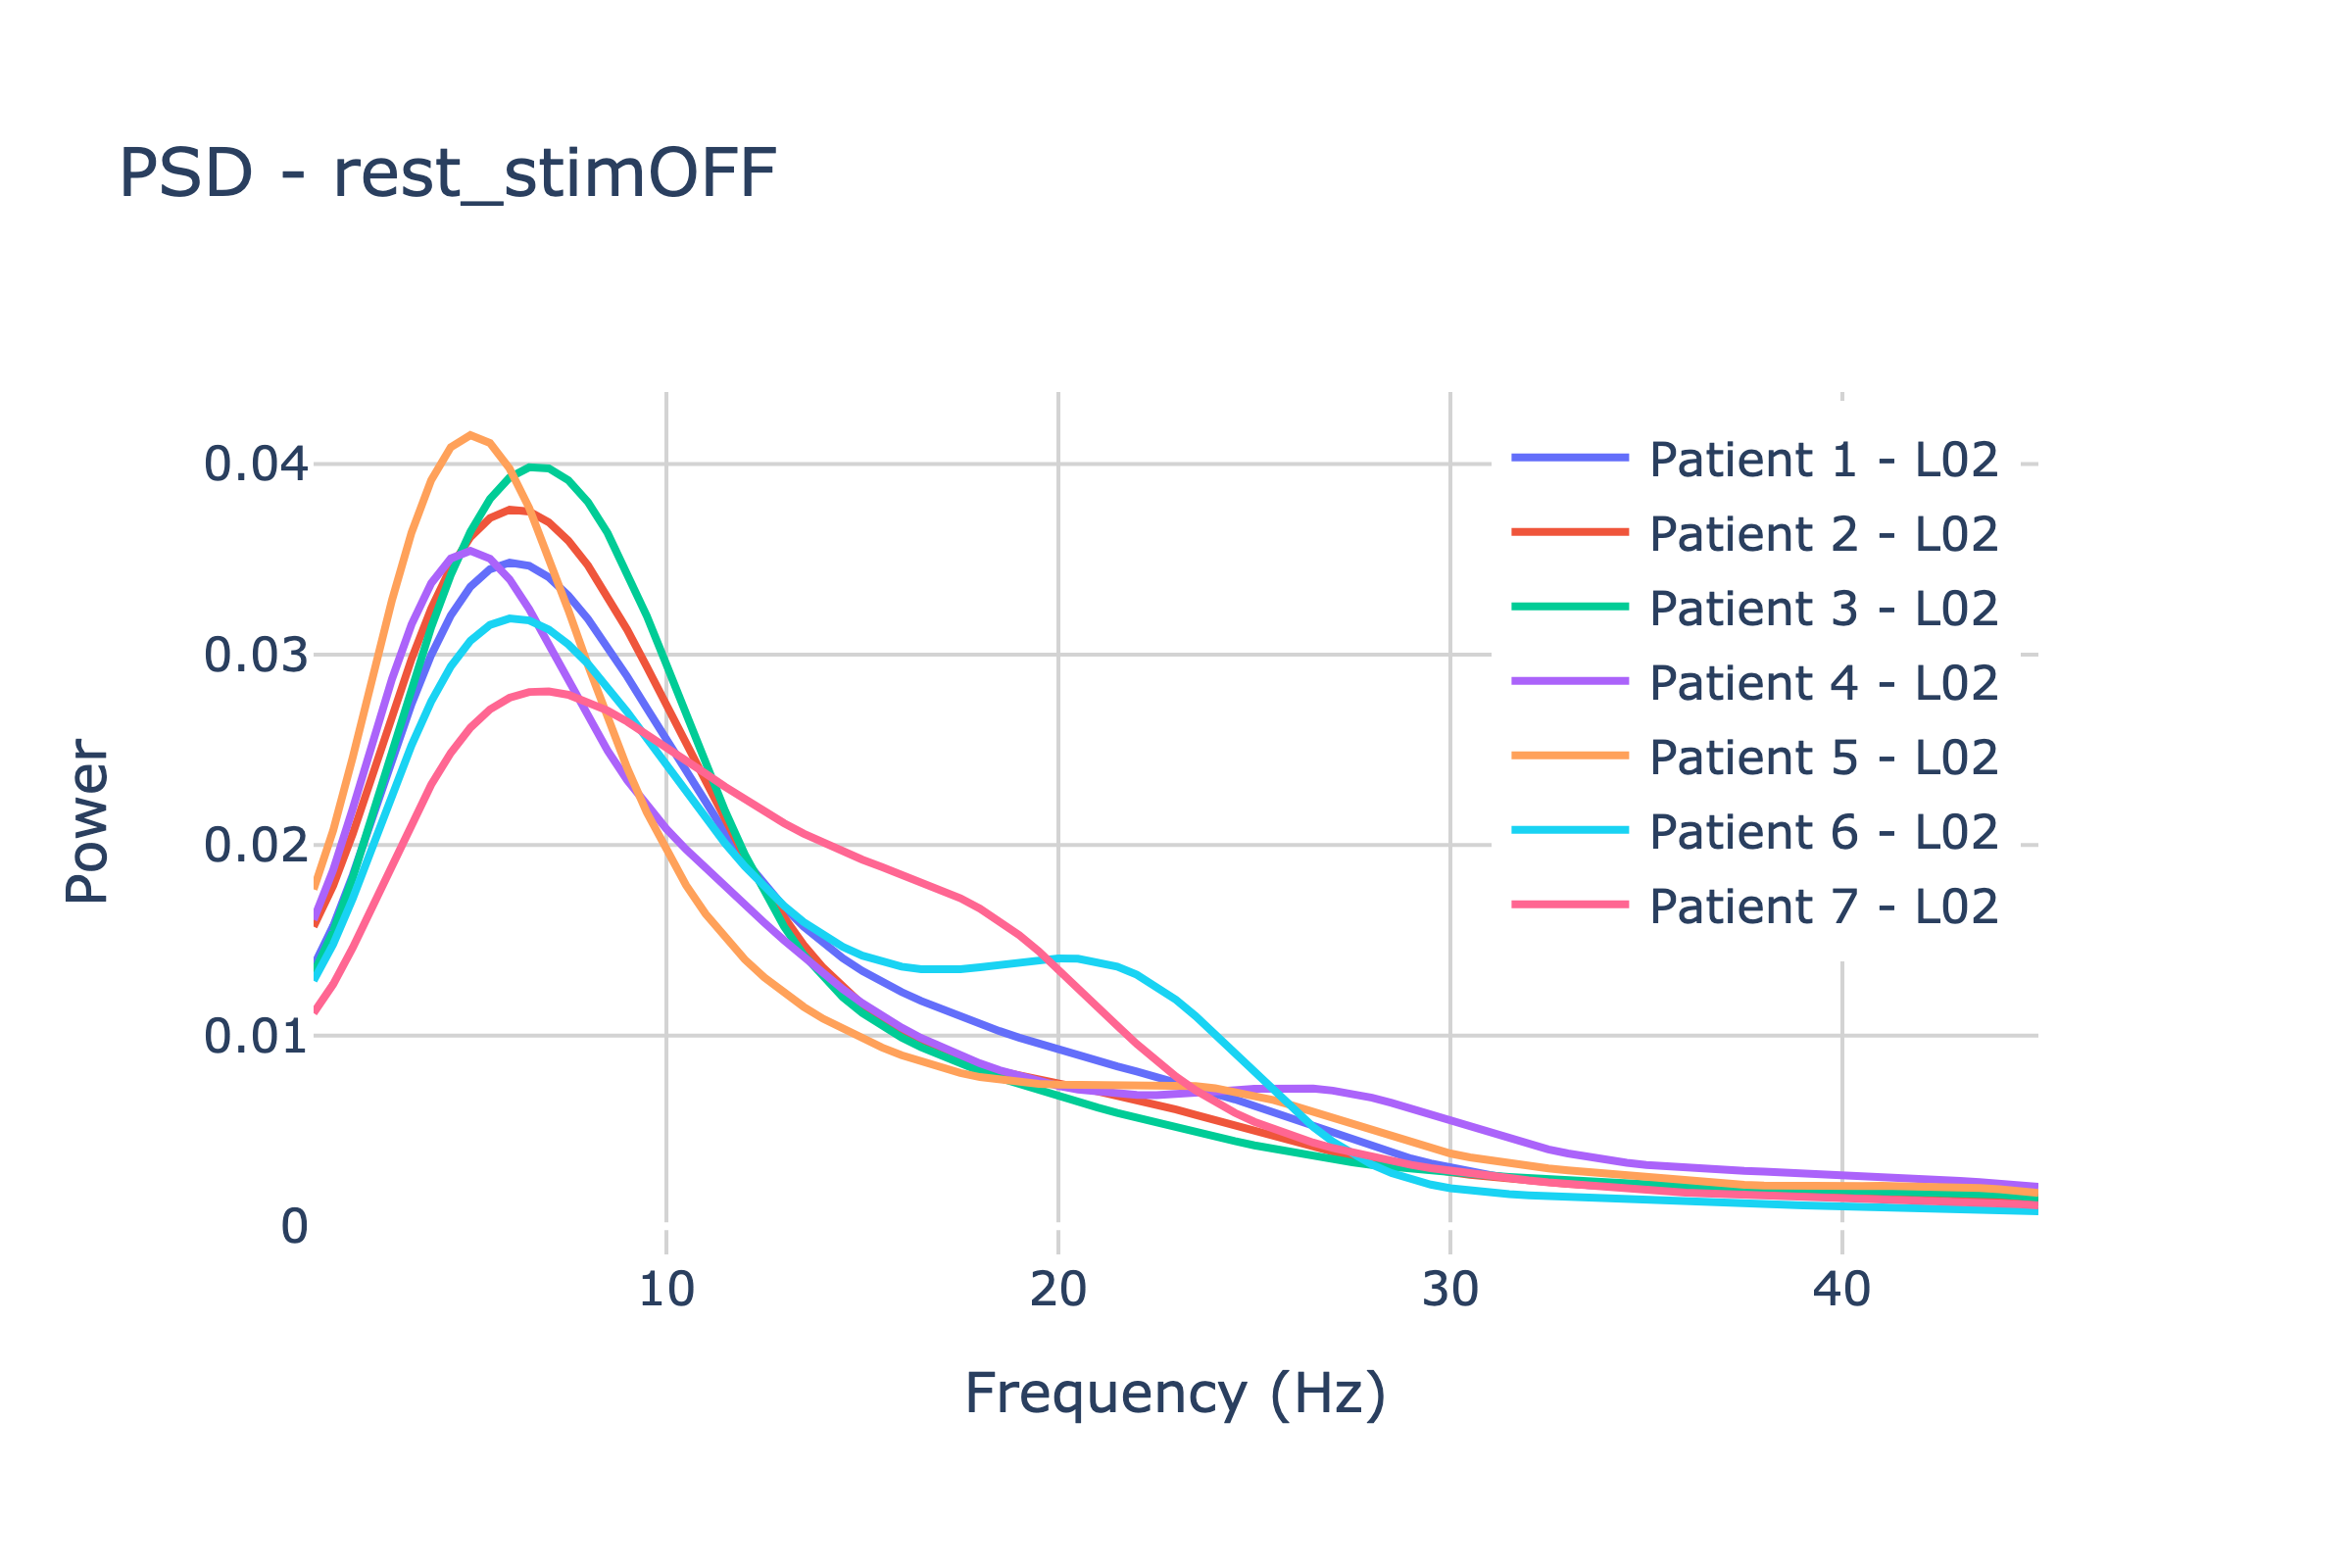 PSD - rest_stimOFF
0.04
0.03
0.02
0.01
0
Power
10
20
30
40
Frequency (Hz)
Patient 1 - L02
Patient 2 - L02
Patient 3 - L02
Patient 4 - L02
Patient 5 - L02
Patient 6 - L02
Patient 7 - L02